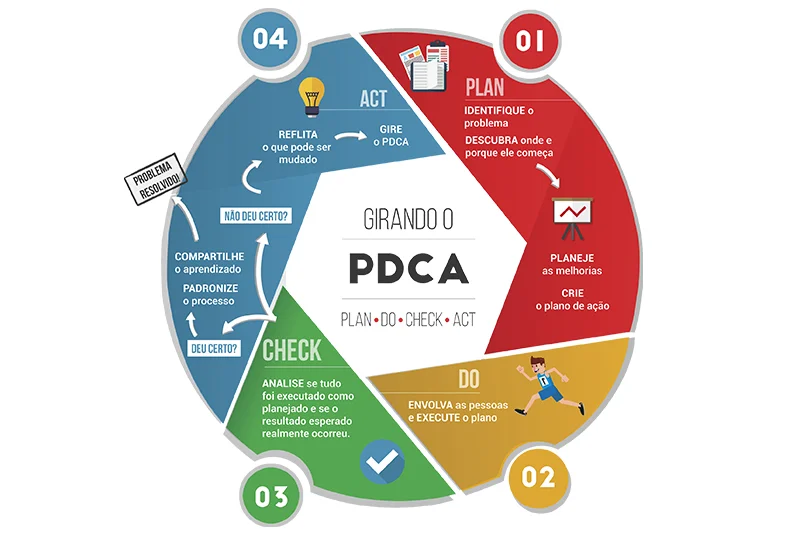 GIRANDO O
PDCA
PLAN • DO • CHECK • ACT
01
PLAN
IDENTIFIQUE o
problema
DESCUBRA onde e
porque ele começa
PLANEJE
as melhorias
CRIE
o plano de ação
02
DO
ENVOLVA as pessoas
e EXECUTE o plano
1
03
CHECK
ANALISE se tudo
foi executado como
planejado e se o
resultado esperado
realmente ocorreu.
04
ACT
DEU CERTO?
PADRONIZE
o processo
COMPARTILHE
o aprendizado
PROBLEMA
RESOLVIDO!
NÃO DEU CERTO?
REFLITA
o que pode ser
mudado
GIRE
o PDCA